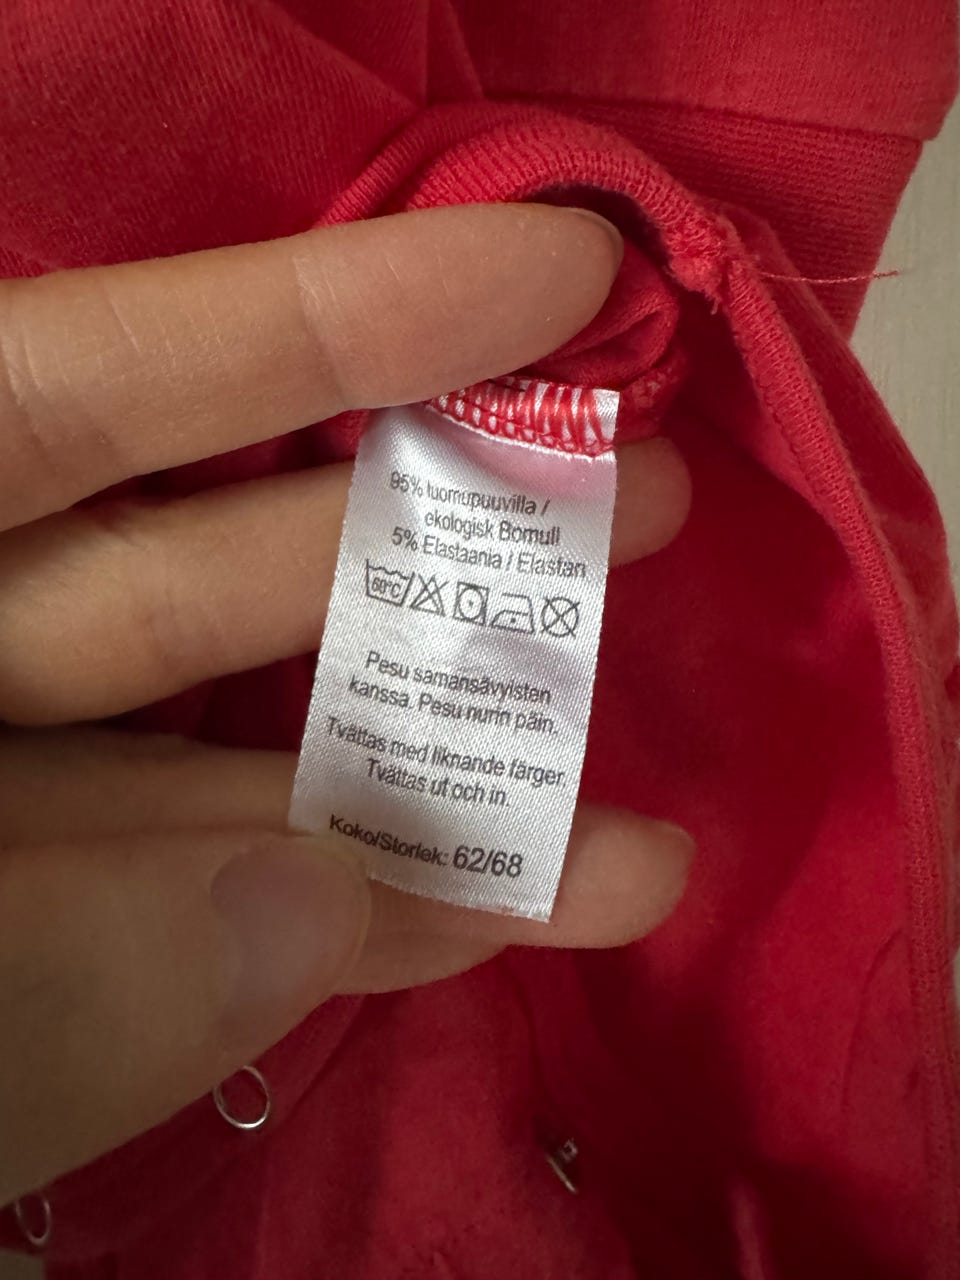 95% luomupuuvilla /
ekologisk Bomull
5% Elastaania / Elastan
60°C
Pesu samansävyisten
kanssa. Pesu nurin päin.
Tvättas med liknande färger.
Tvättas ut och in.
Koko/Storlek: 62/68